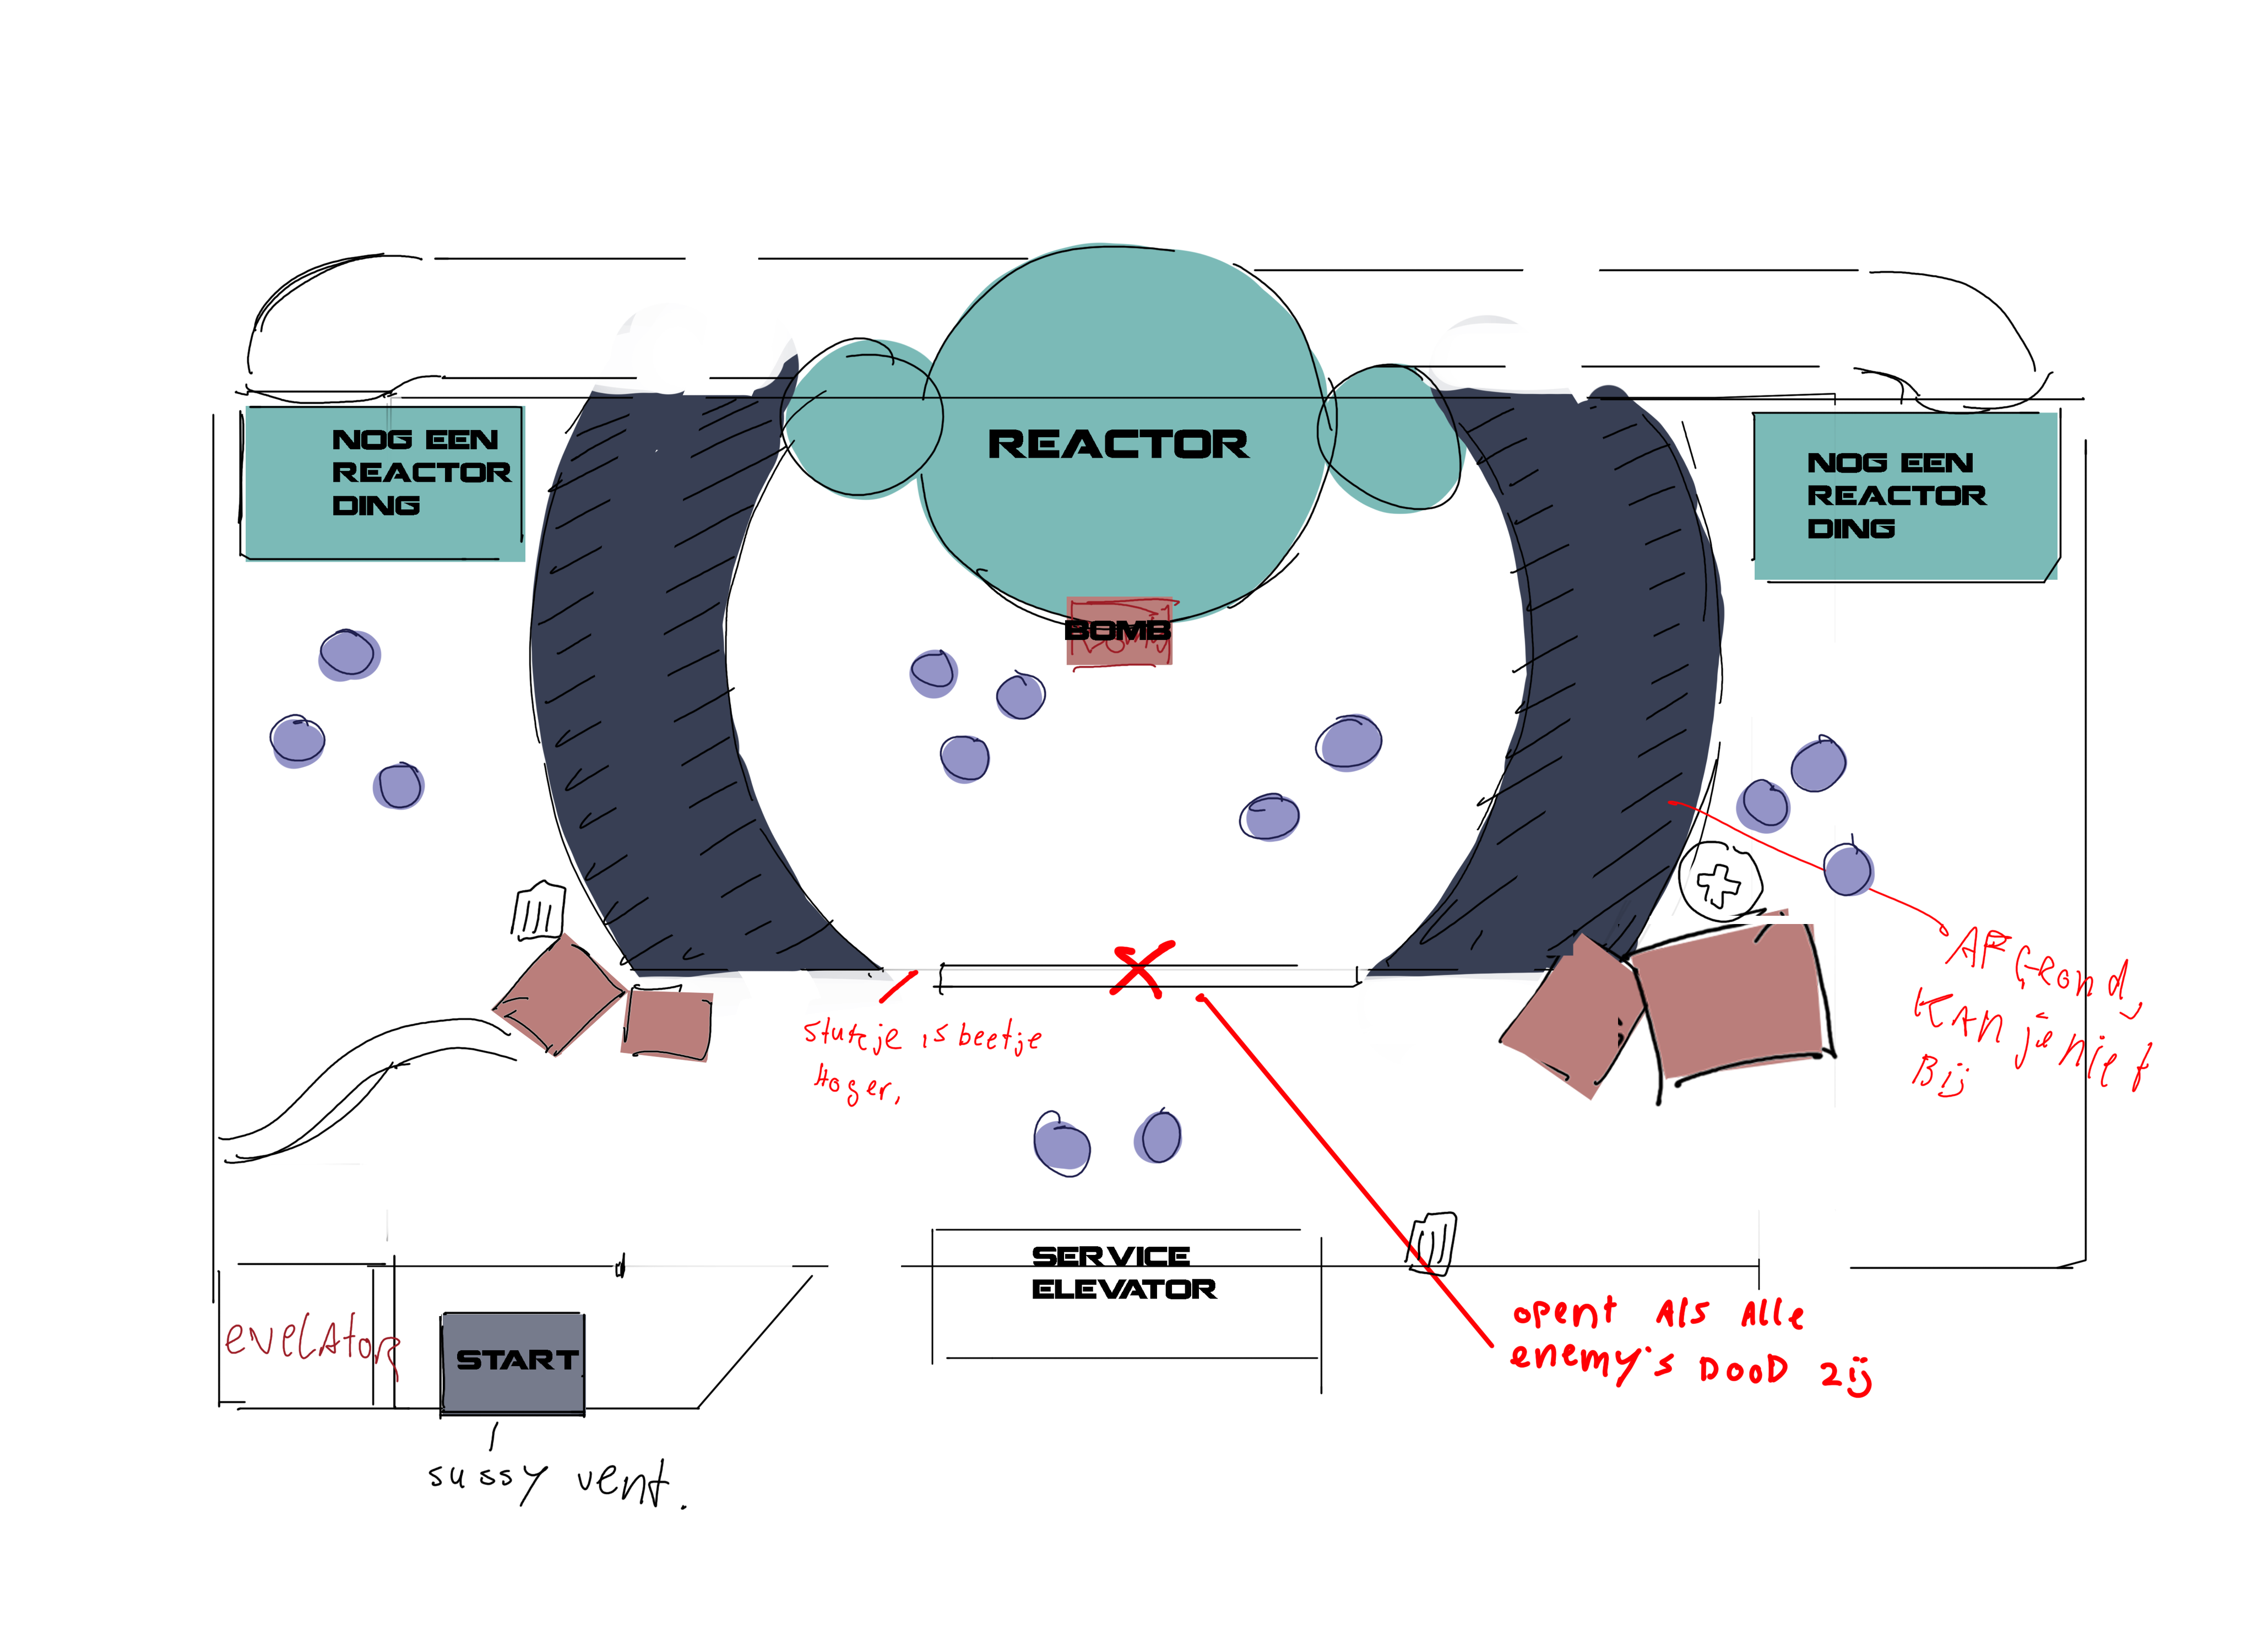 REACTOR
NOG EEN
REACTOR
DING
NOG EEN
REACTOR
DING
BOMB
AFGrond,
KAN je niet
Bij
Stukje is beetje
Hoger,
SERVICE
ELEVATOR
opent Als Alle
enemy's DooD zij
evelAtor
START
sussy vent.